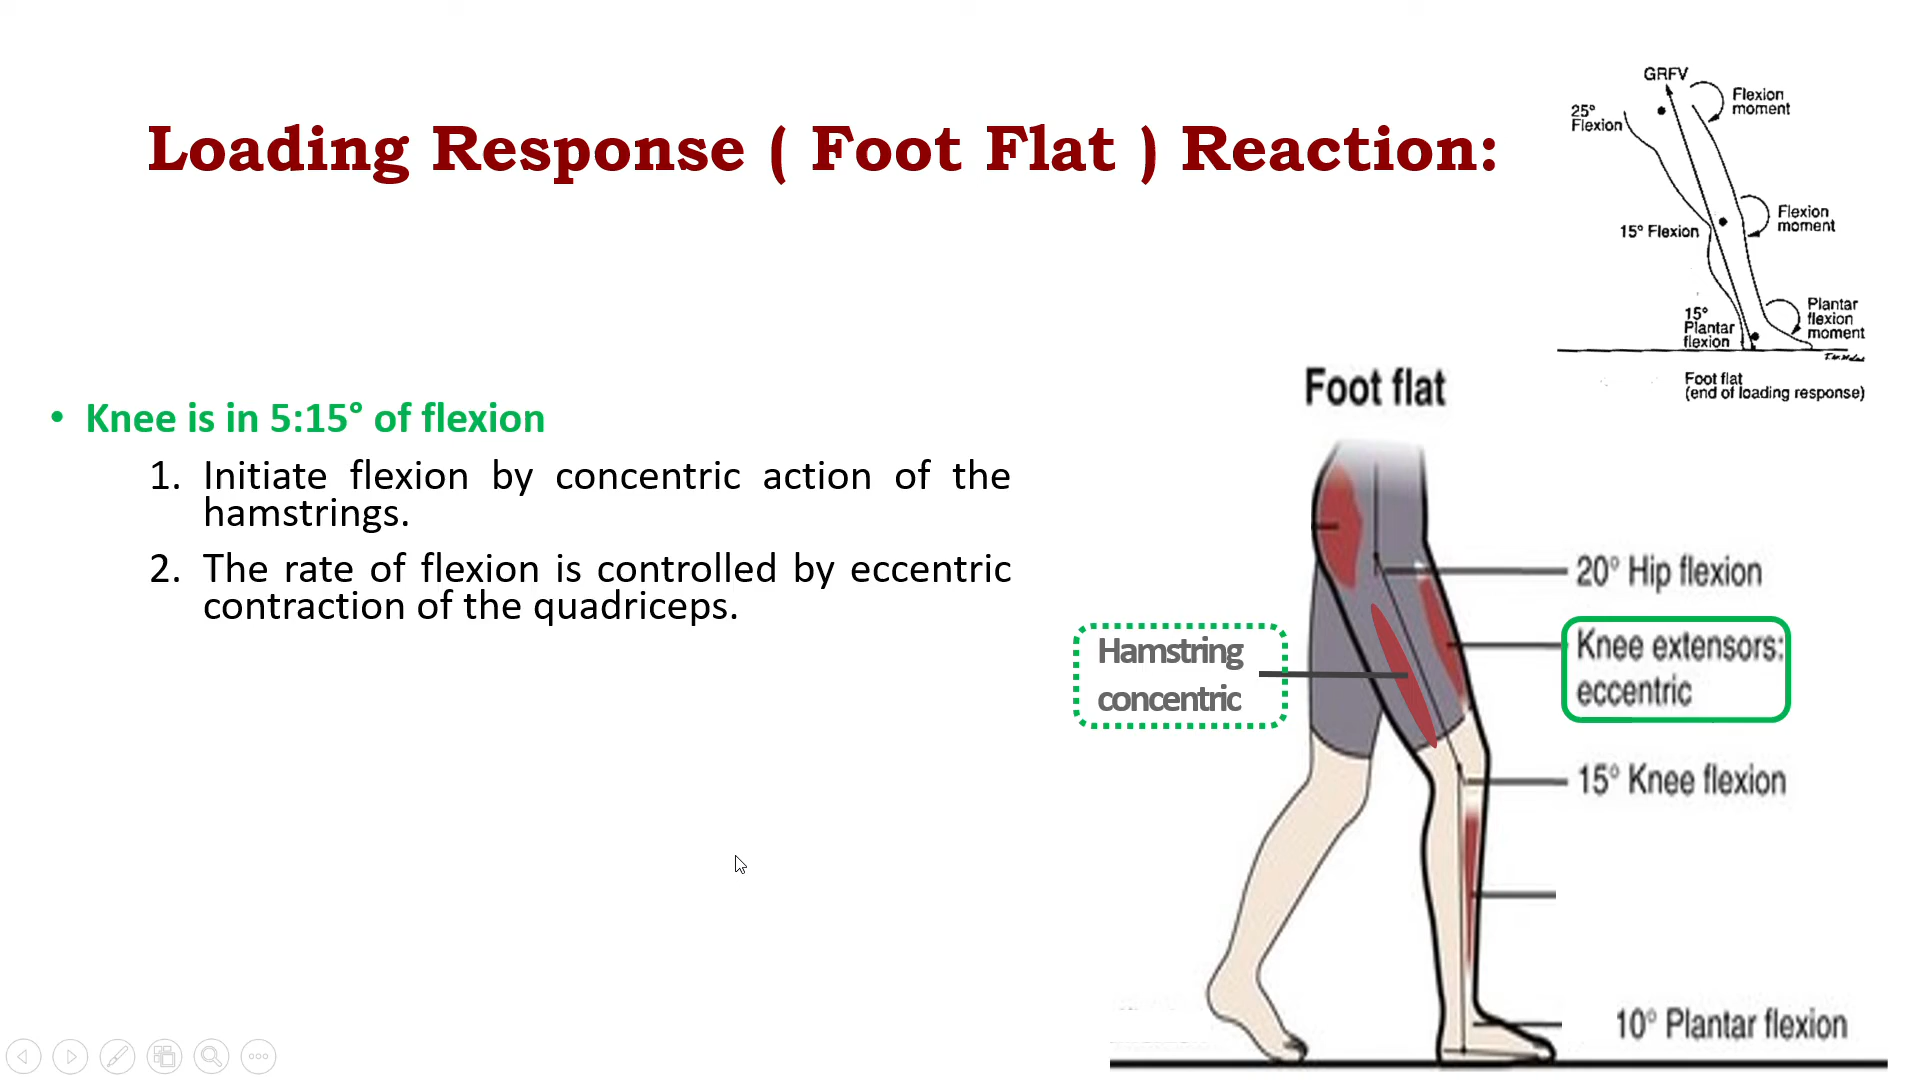 Loading Response ( Foot Flat ) Reaction:
• Knee is in 5:15° of flexion
1. Initiate flexion by concentric action of the
hamstrings.
2. The rate of flexion is controlled by eccentric
contraction of the quadriceps.
GRFV
25°
Flexion
Flexion
moment
15° Flexion
Flexion
moment
15°
Plantar
flexion
Plantar
flexion
moment
Foot flat
(end of loading response)
Foot flat
20° Hip flexion
Hamstring
concentric
Knee extensors:
eccentric
15° Knee flexion
10° Plantar flexion